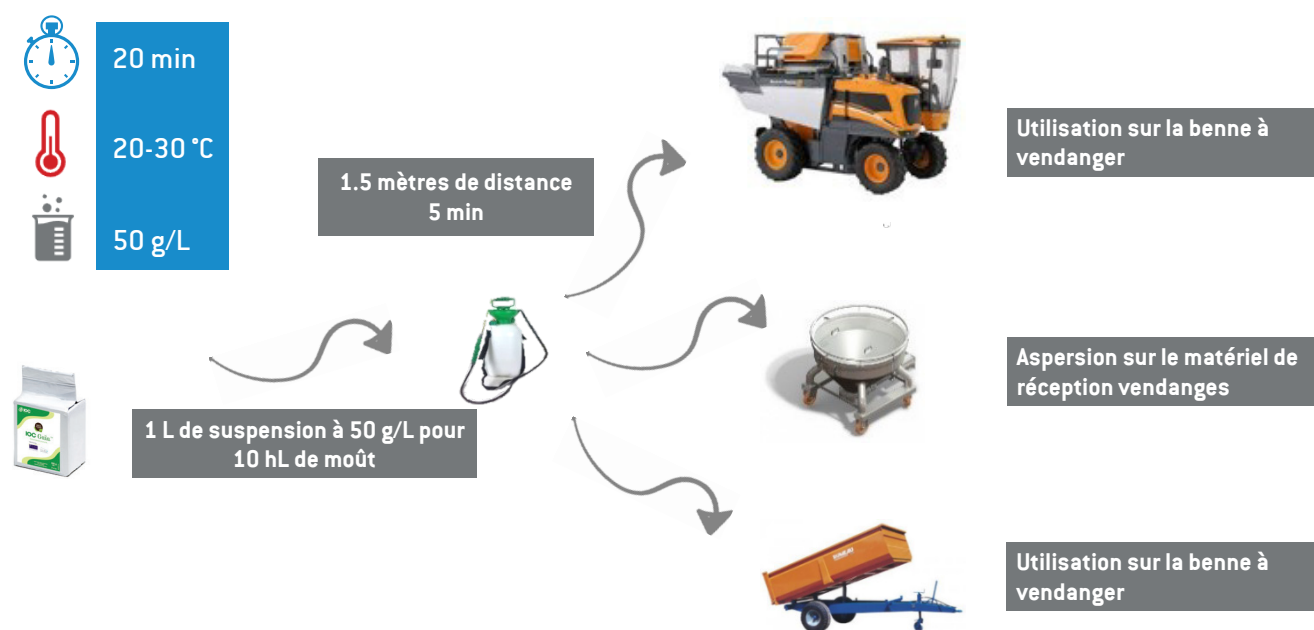 20 min
20-30 °C
50 g/L
1.5 mètres de distance
5 min
Utilisation sur la benne à
vendanger
IOC
1 L de suspension à 50 g/L pour
10 hL de moût
Aspersion sur le matériel de
réception vendanges
Utilisation sur la benne à
vendanger